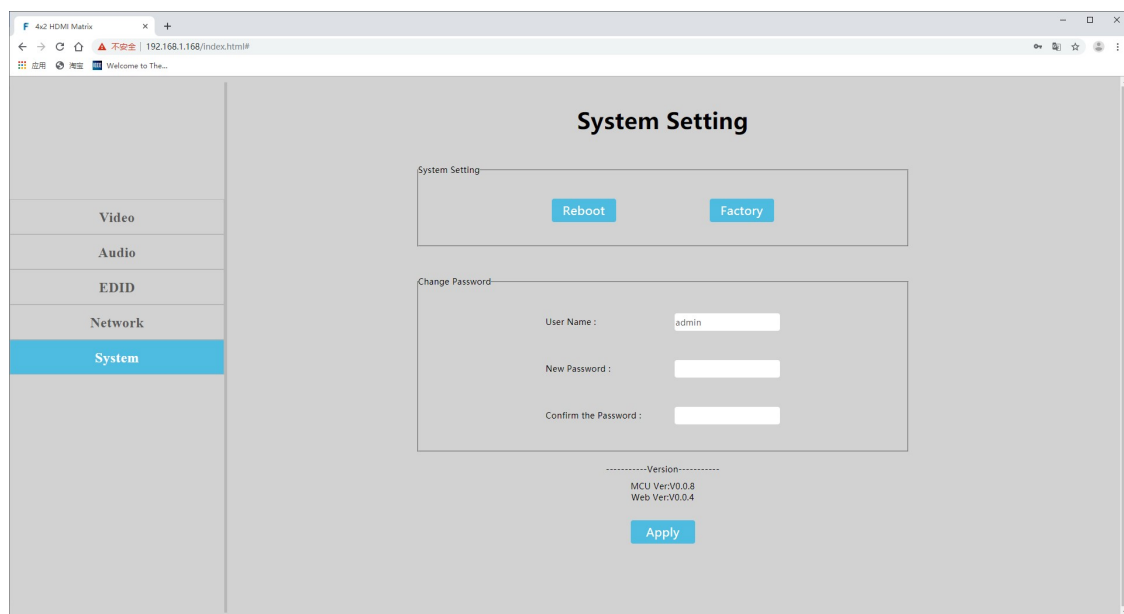 4x2 HDMI Matrix
不安全 | 192.168.1.168/index.html#
应用 淘宝 Welcome to The...
System Setting
System Setting
Reboot Factory
Video
Audio
EDID
Network
System
Change Password
User Name : admin
New Password :
Confirm the Password :
-----------Version-----------
MCU Ver:V0.0.8
Web Ver:V0.0.4
Apply